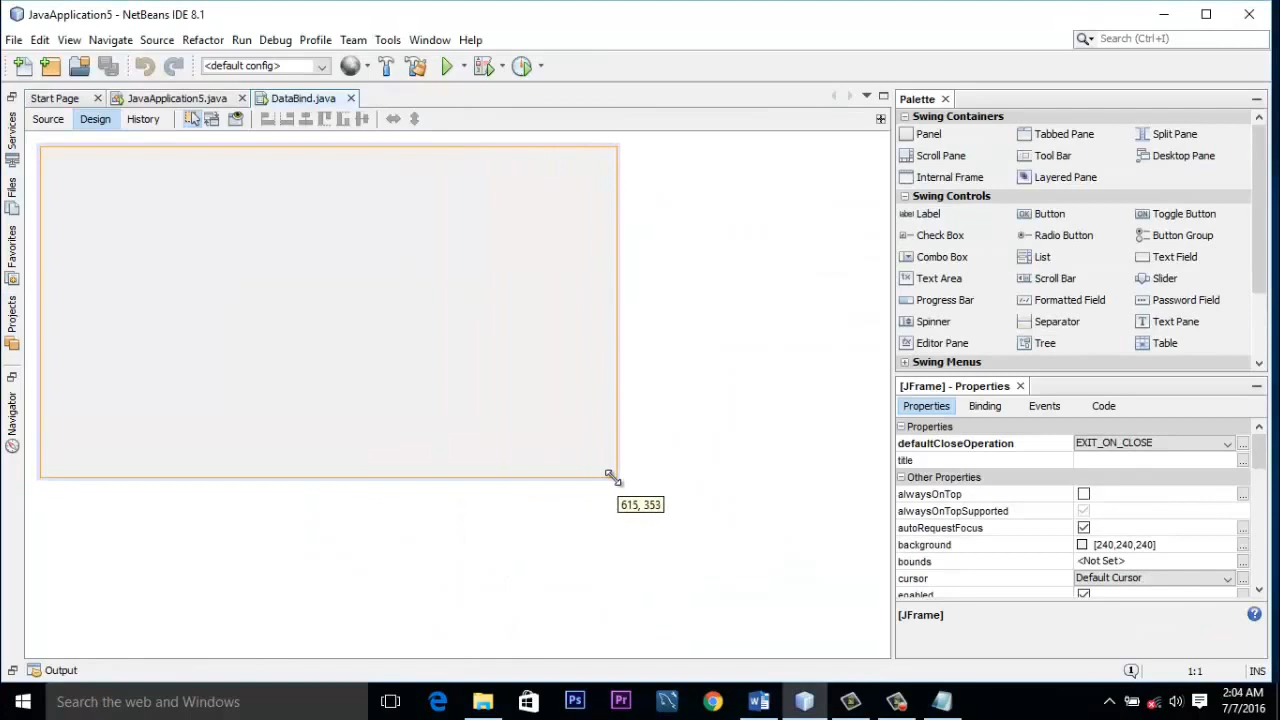 JavaApplication5 - NetBeans IDE 8.1
File Edit View Navigate Source Refactor Run Debug Profile Team Tools Window Help
Search (Ctrl+I)
<default config>
Start Page JavaApplication5.java DataBind.java
Source Design History
Services
Files
Favorites
Projects
Navigator
615, 353
Palette
Swing Containers
Panel Tabbed Pane Split Pane
Scroll Pane Tool Bar Desktop Pane
Internal Frame Layered Pane
Swing Controls
Label Button Toggle Button
Check Box Radio Button Button Group
Combo Box List Text Field
Text Area Scroll Bar Slider
Progress Bar Formatted Field Password Field
Spinner Separator Text Pane
Editor Pane Tree Table
Swing Menus
[JFrame] - Properties
Properties Binding Events Code
Properties
defaultCloseOperation EXIT_ON_CLOSE
title
Other Properties
alwaysOnTop
alwaysOnTopSupported
autoRequestFocus
background [240,240,240]
bounds <Not Set>
cursor Default Cursor
enabled
[JFrame]
Output
1:1 INS
Search the web and Windows
2:04 AM
7/7/2016